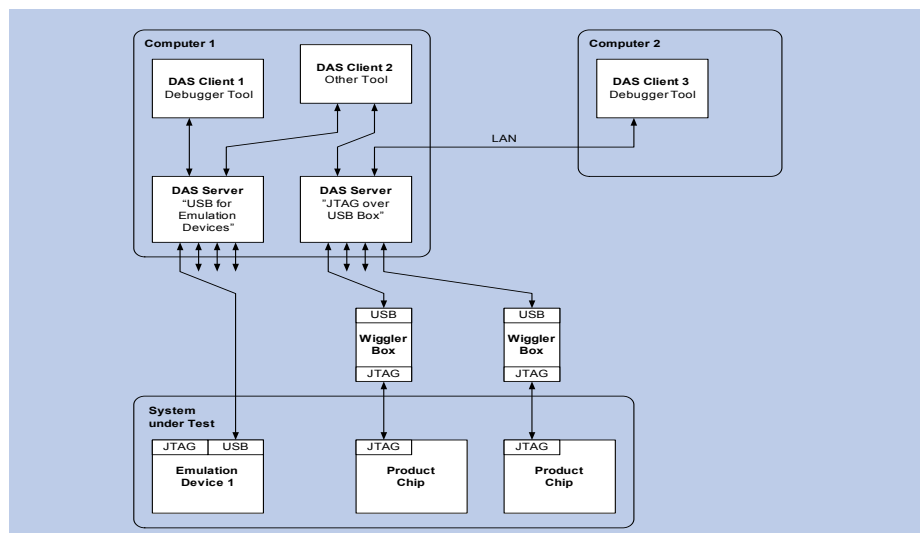 Computer 1
DAS Client 1
Debugger Tool
DAS Client 2
Other Tool
Computer 2
DAS Client 3
Debugger Tool
LAN
DAS Server
“USB for
Emulation
Devices”
DAS Server
”JTAG over
USB Box”
USB
Wiggler
Box
JTAG
USB
Wiggler
Box
JTAG
System
under Test
JTAG USB
Emulation
Device 1
JTAG
Product
Chip
JTAG
Product
Chip